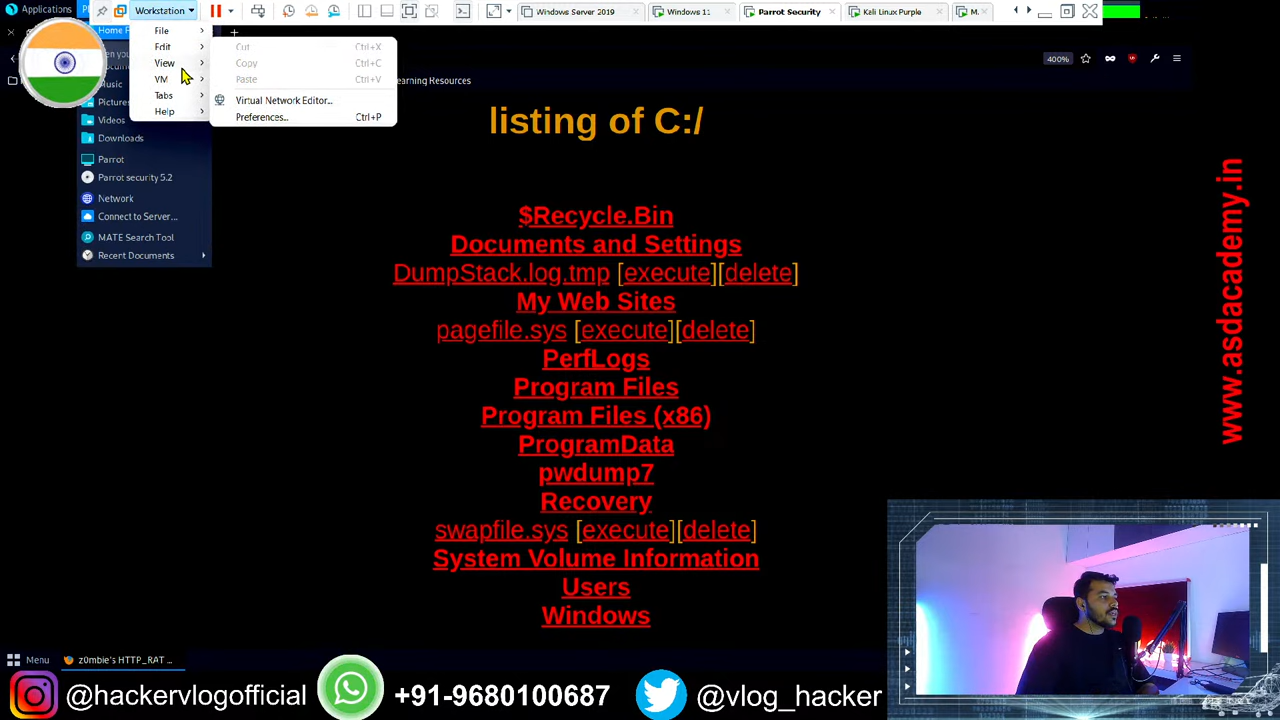 Applications
Workstation
Windows Server 2019
Windows 11
Parrot Security
Kali Linux Purple
M.
Home
File
Edit
View
VM
Tabs
Help
Cut Ctrl+X
Copy Ctrl+C
Paste Ctrl+V
Virtual Network Editor...
Preferences... Ctrl+P
400%
Learning Resources
Music
Pictures
Videos
Downloads
Parrot
Parrot security 5.2
Network
Connect to Server...
MATE Search Tool
Recent Documents
listing of C:/
$Recycle.Bin
Documents and Settings
DumpStack.log.tmp [execute][delete]
My Web Sites
pagefile.sys [execute][delete]
PerfLogs
Program Files
Program Files (x86)
ProgramData
pwdump7
Recovery
swapfile.sys [execute][delete]
System Volume Information
Users
Windows
www.asdacademy.in
Menu
z0mbie's HTTP_RAT ...
@hackervlogofficial
+91-9680100687
@vlog_hacker